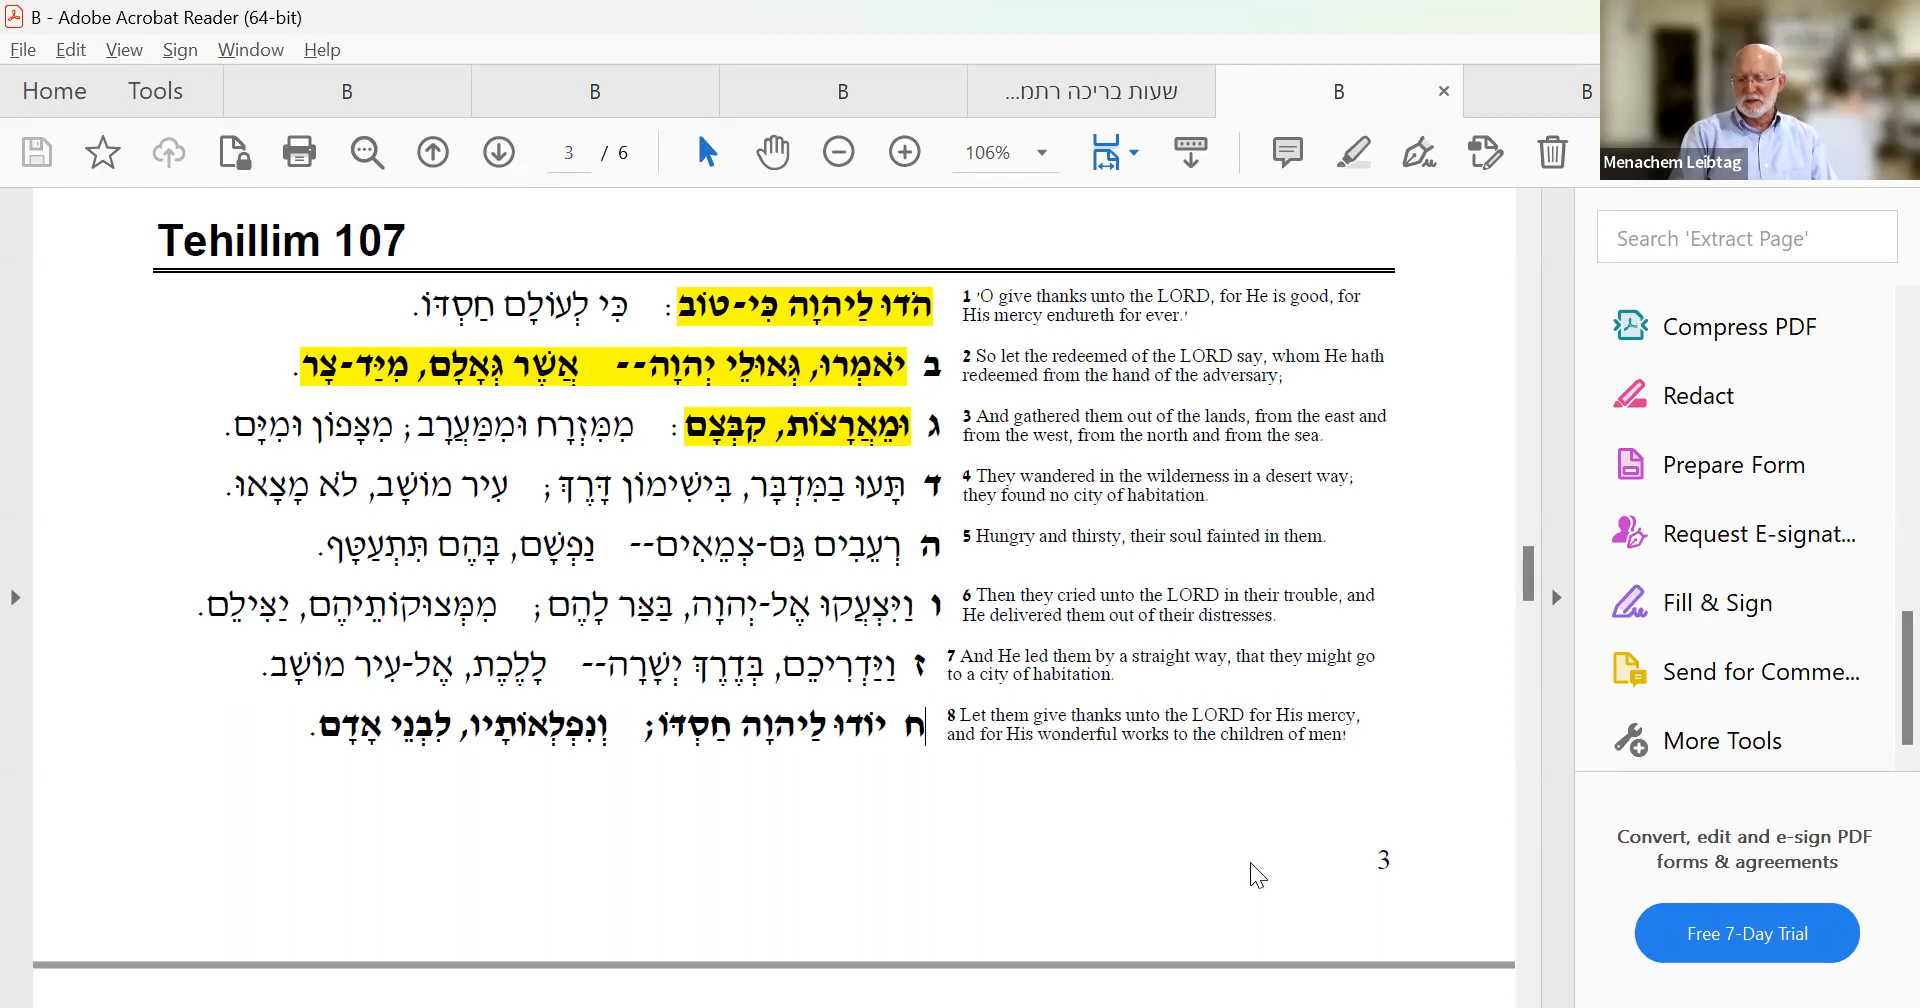 B - Adobe Acrobat Reader (64-bit)
File Edit View Sign Window Help
Home Tools B B B שעות בריכה רתמ... B × B
3 / 6 106%
Menachem Leibtag
Tehillim 107
הֹדוּ לַיהוָה כִּי-טוֹב : כִּי לְעוֹלָם חַסְדּוֹ.
1 'O give thanks unto the LORD, for He is good, for
His mercy endureth for ever.'
ב יֹאמְרוּ, גְּאוּלֵי יְהוָה-- אֲשֶׁר גְּאָלָם, מִיַּד-צָר.
2 So let the redeemed of the LORD say, whom He hath
redeemed from the hand of the adversary;
ג וּמֵאֲרָצוֹת, קִבְּצָם : מִמִּזְרָח וּמִמַּעֲרָב; מִצָּפוֹן וּמִיָּם.
3 And gathered them out of the lands, from the east and
from the west, from the north and from the sea.
ד תָּעוּ בַמִּדְבָּר, בִּישִׁימוֹן דָּרֶךְ; עִיר מוֹשָׁב, לֹא מָצָאוּ.
4 They wandered in the wilderness in a desert way;
they found no city of habitation.
ה רְעֵבִים גַּם-צְמֵאִים-- נַפְשָׁם, בָּהֶם תִּתְעַטָּף.
5 Hungry and thirsty, their soul fainted in them.
ו וַיִּצְעֲקוּ אֶל-יְהוָה, בַּצַּר לָהֶם; מִמְּצוּקוֹתֵיהֶם, יַצִּילֵם.
6 Then they cried unto the LORD in their trouble, and
He delivered them out of their distresses.
ז וַיַּדְרִיכֵם, בְּדֶרֶךְ יְשָׁרָה-- לָלֶכֶת, אֶל-עִיר מוֹשָׁב.
7 And He led them by a straight way, that they might go
to a city of habitation.
ח יוֹדוּ לַיהוָה חַסְדּוֹ; וְנִפְלְאוֹתָיו, לִבְנֵי אָדָם.
8 Let them give thanks unto the LORD for His mercy,
and for His wonderful works to the children of men!
3
Search 'Extract Page'
Compress PDF
Redact
Prepare Form
Request E-signat...
Fill & Sign
Send for Comme...
More Tools
Convert, edit and e-sign PDF
forms & agreements
Free 7-Day Trial